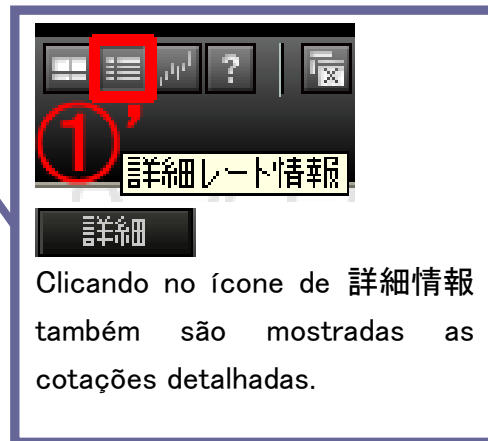 ?
①'
詳細レート情報
詳細
Clicando no ícone de 詳細情報
também são mostradas as
cotações detalhadas.